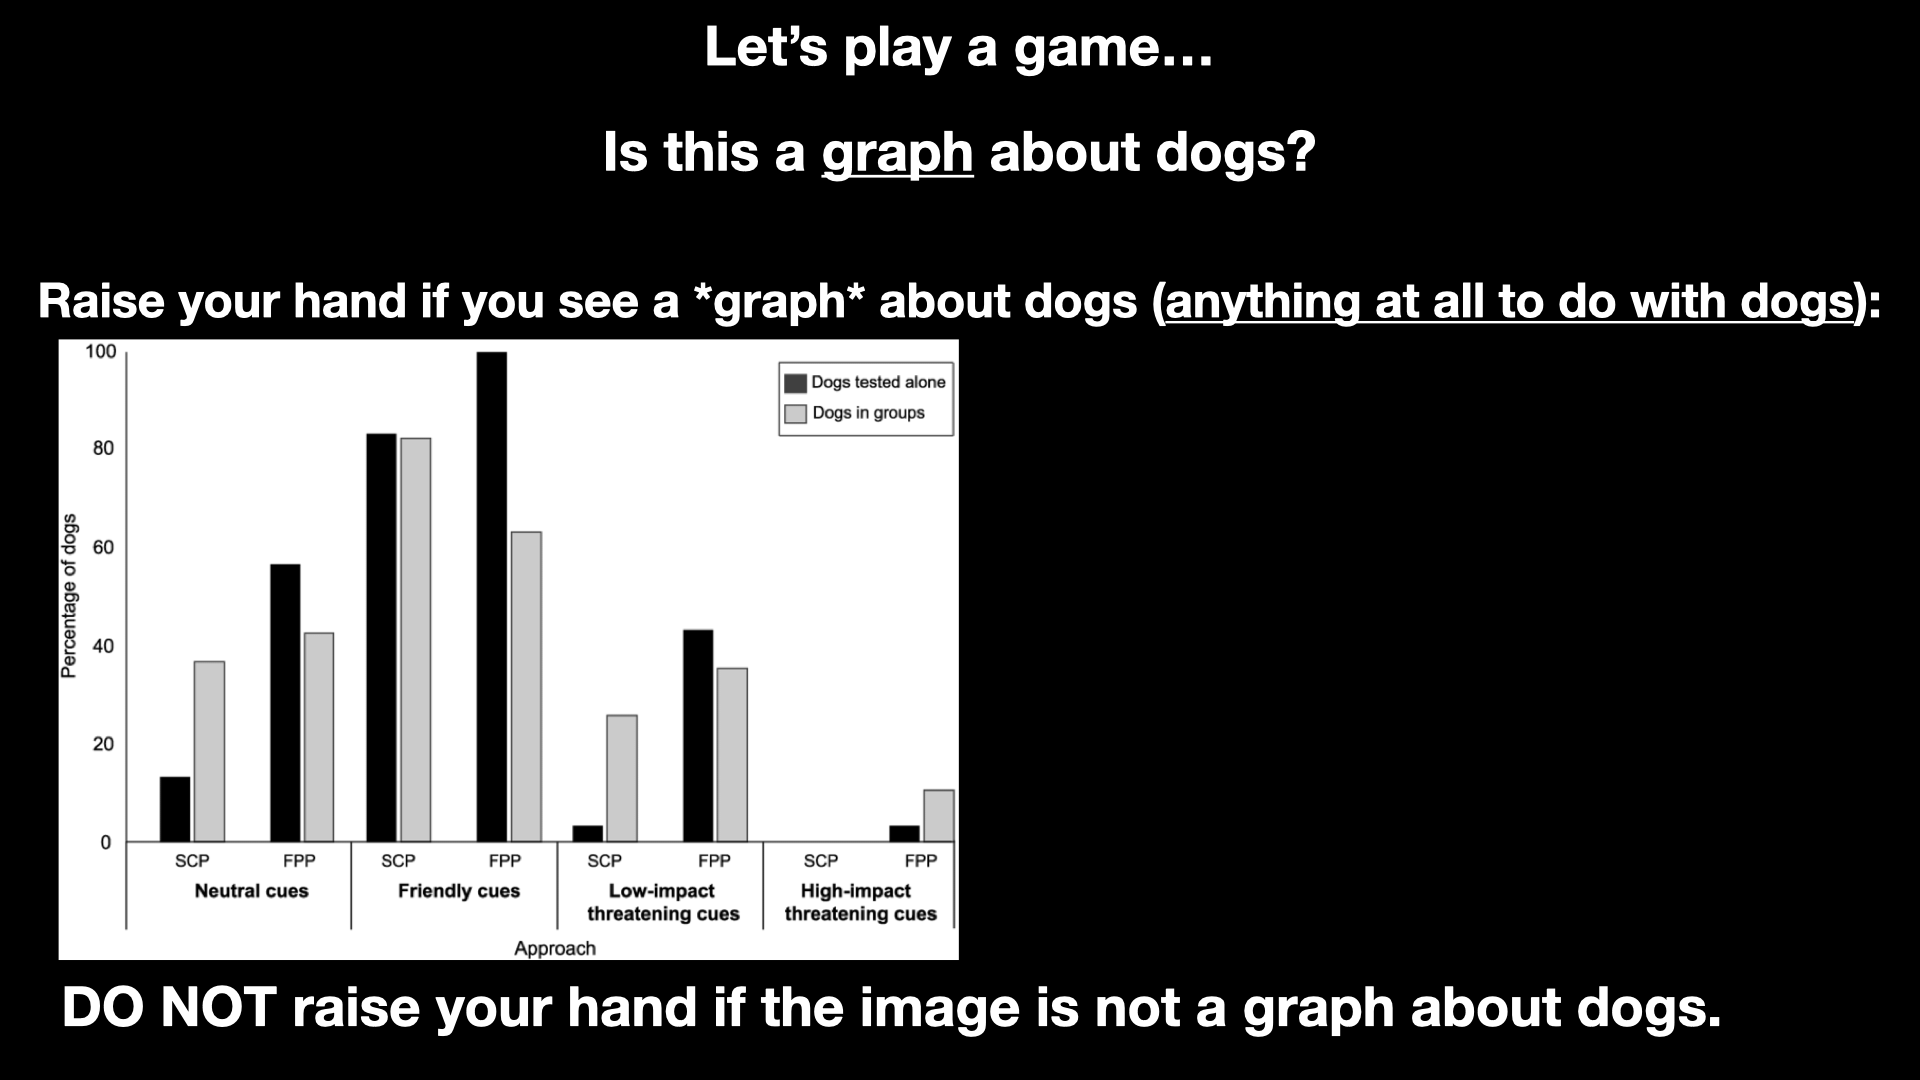 Let’s play a game…
Is this a graph about dogs?
Raise your hand if you see a *graph* about dogs (anything at all to do with dogs):
100
80
60
40
20
0
Percentage of dogs
Dogs tested alone
Dogs in groups
SCP FPP SCP FPP SCP FPP SCP FPP
Neutral cues Friendly cues Low-impact High-impact
threatening cues threatening cues
Approach
DO NOT raise your hand if the image is not a graph about dogs.